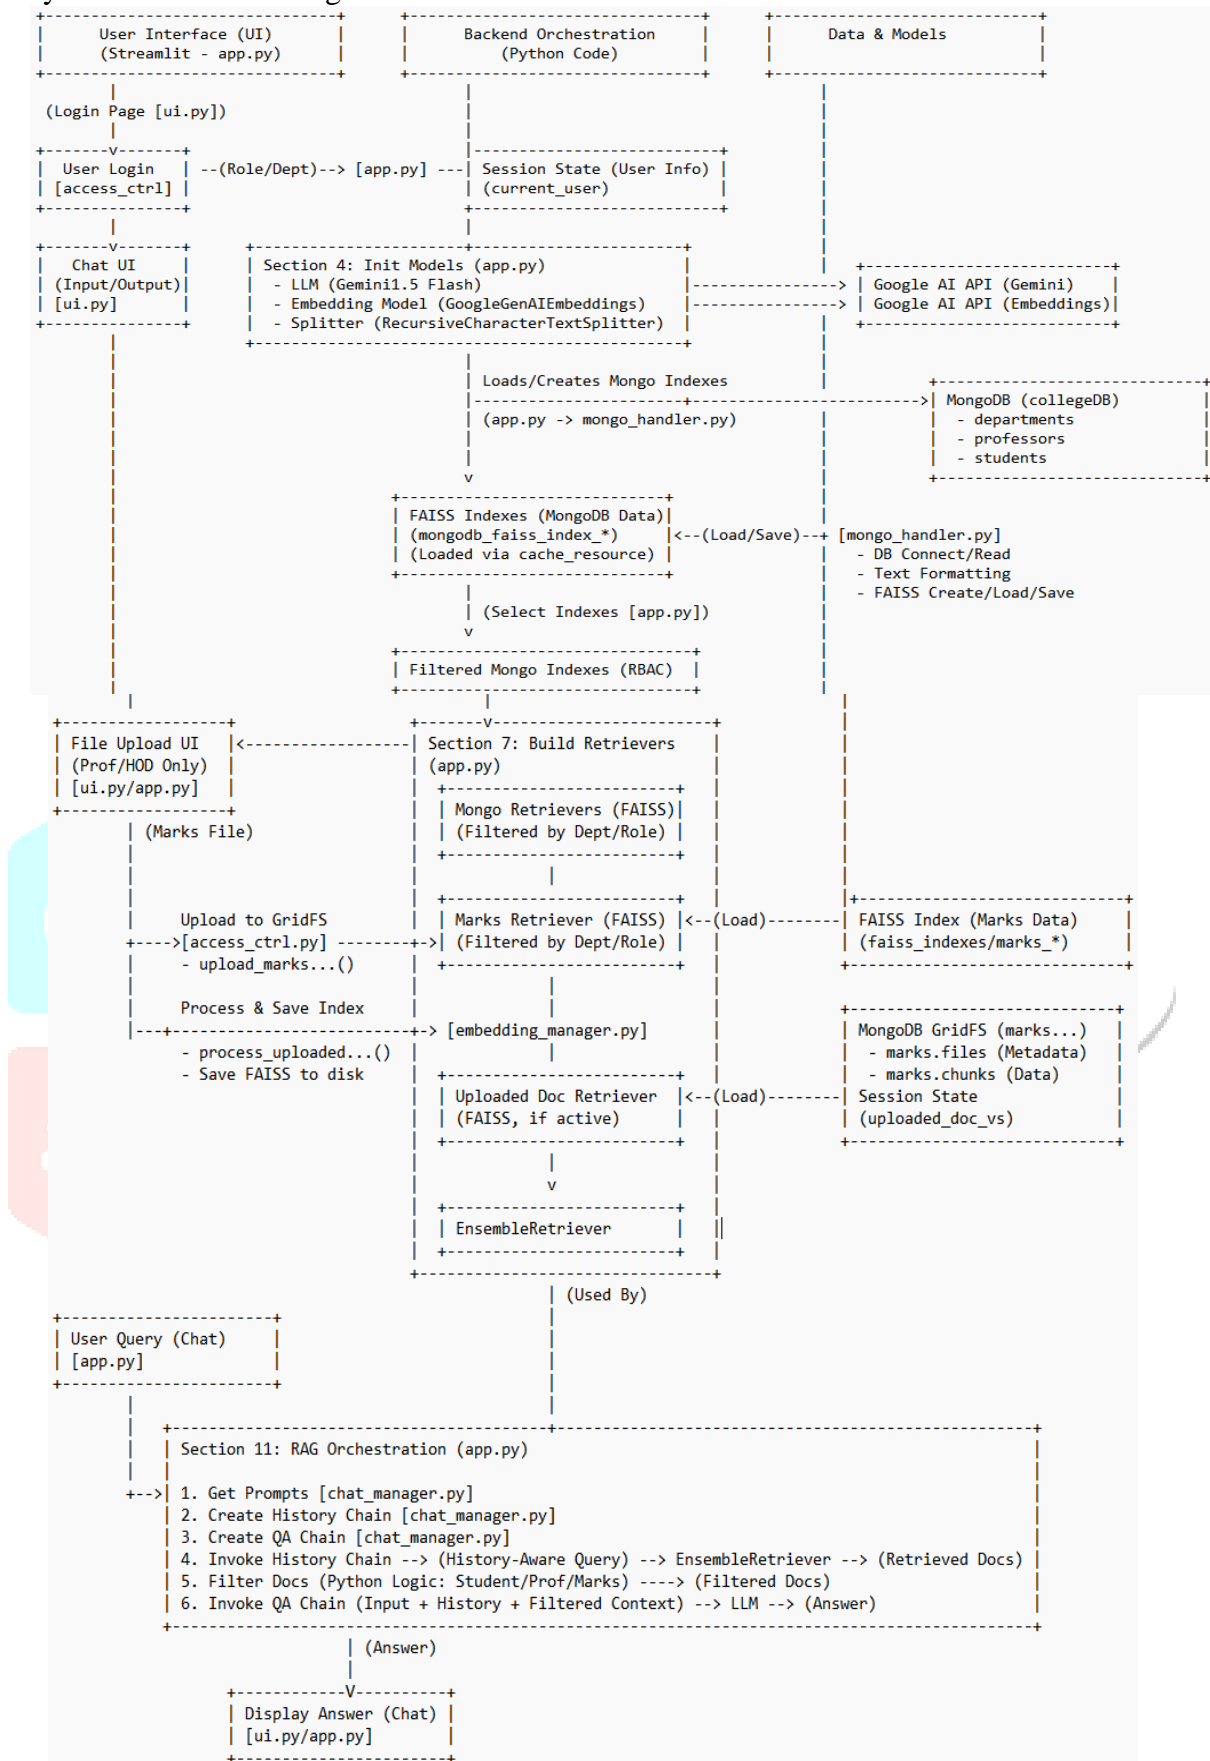 User Interface (UI)
(Streamlit - app.py)
Backend Orchestration
(Python Code)
Data & Models
(Login Page [ui.py])
User Login
[access_ctrl]
--(Role/Dept)--> [app.py] ---
Session State (User Info)
(current_user)
Chat UI
(Input/Output)
[ui.py]
Section 4: Init Models (app.py)
- LLM (Gemini1.5 Flash)
- Embedding Model (GoogleGenAIEmbeddings)
- Splitter (RecursiveCharacterTextSplitter)
Google AI API (Gemini)
Google AI API (Embeddings)
Loads/Creates Mongo Indexes
(app.py -> mongo_handler.py)
MongoDB (collegeDB)
- departments
- professors
- students
FAISS Indexes (MongoDB Data)
(mongodb_faiss_index_*)
(Loaded via cache_resource)
<--(Load/Save)--+ [mongo_handler.py]
- DB Connect/Read
- Text Formatting
- FAISS Create/Load/Save
(Select Indexes [app.py])
Filtered Mongo Indexes (RBAC)
File Upload UI
(Prof/HOD Only)
[ui.py/app.py]
(Marks File)
Section 7: Build Retrievers
(app.py)
Mongo Retrievers (FAISS)
(Filtered by Dept/Role)
Upload to GridFS
+---->[access_ctrl.py] --------+->
- upload_marks...()
Marks Retriever (FAISS)
(Filtered by Dept/Role)
<--(Load)--------
FAISS Index (Marks Data)
(faiss_indexes/marks_*)
Process & Save Index
|---+---------------------------+-> [embedding_manager.py]
- process_uploaded...()
- Save FAISS to disk
MongoDB GridFS (marks...)
- marks.files (Metadata)
- marks.chunks (Data)
Session State
(uploaded_doc_vs)
Uploaded Doc Retriever
(FAISS, if active)
<--(Load)--------
v
EnsembleRetriever
(Used By)
User Query (Chat)
[app.py]
Section 11: RAG Orchestration (app.py)
1. Get Prompts [chat_manager.py]
2. Create History Chain [chat_manager.py]
3. Create QA Chain [chat_manager.py]
4. Invoke History Chain --> (History-Aware Query) --> EnsembleRetriever --> (Retrieved Docs)
5. Filter Docs (Python Logic: Student/Prof/Marks) ----> (Filtered Docs)
6. Invoke QA Chain (Input + History + Filtered Context) --> LLM --> (Answer)
(Answer)
Display Answer (Chat)
[ui.py/app.py]